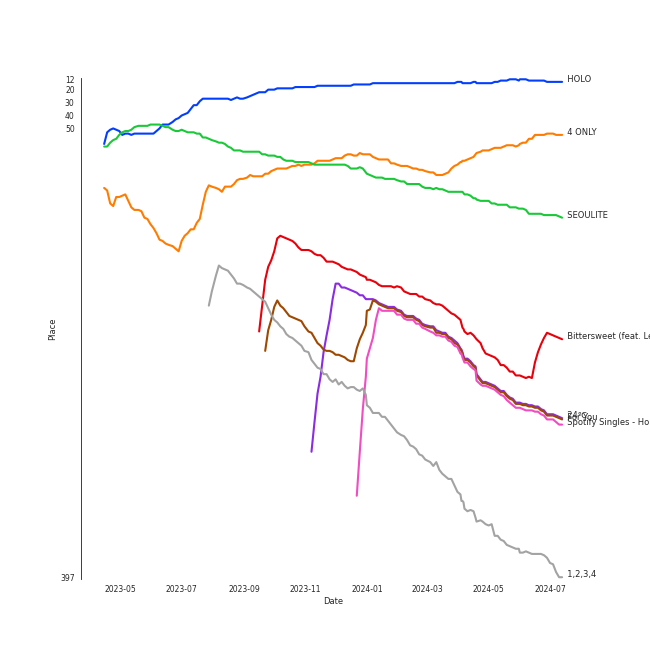 12
20
30
40
50
397
Place
HOLO
4 ONLY
SEOULITE
Bittersweet (feat. Le
For You
Spotify Singles - Ho
1,2,3,4
2023-05
2023-07
2023-09
2023-11
2024-01
2024-03
2024-05
2024-07
Date